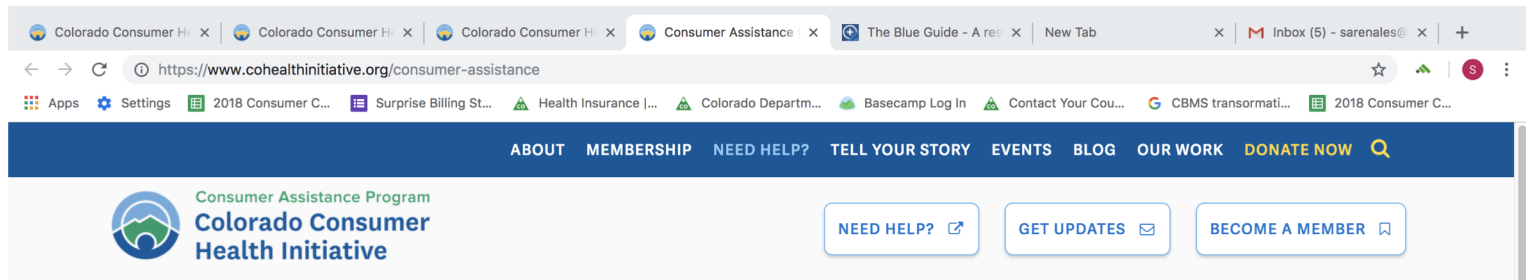 Colorado Consumer He Colorado Consumer He Colorado Consumer He Consumer Assistance The Blue Guide - A res New Tab Inbox (5) - sarenales@
https://www.cohealthinitiative.org/consumer-assistance S
Apps Settings 2018 Consumer C... Surprise Billing St... Health Insurance |... Colorado Departm... Basecamp Log In Contact Your Cou... CBMS transormati... 2018 Consumer C...
ABOUT MEMBERSHIP NEED HELP? TELL YOUR STORY EVENTS BLOG OUR WORK DONATE NOW
Consumer Assistance Program
Colorado Consumer
Health Initiative
NEED HELP? GET UPDATES BECOME A MEMBER